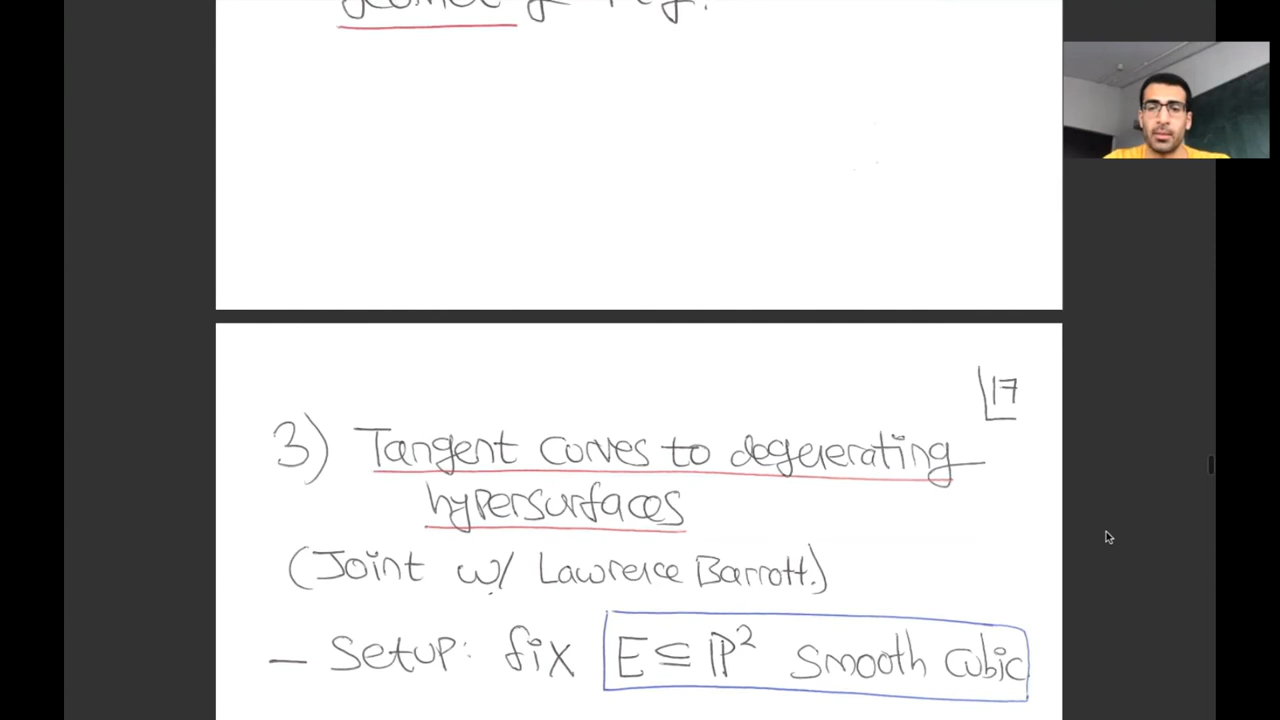 17
3) Tangent curves to degenerating
hypersurfaces
(Joint w/ Lawrence Barrott.)
— Setup: fix E ⊆ ℙ² smooth cubic